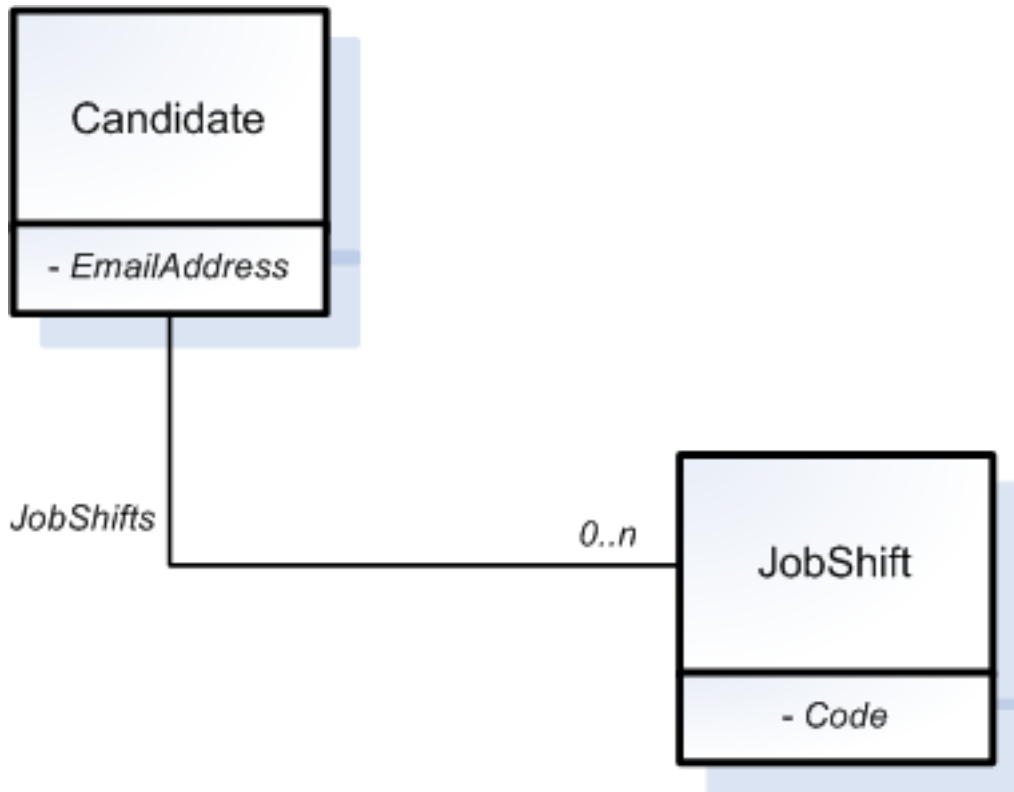 Candidate
- EmailAddress
JobShifts
0..n
JobShift
- Code